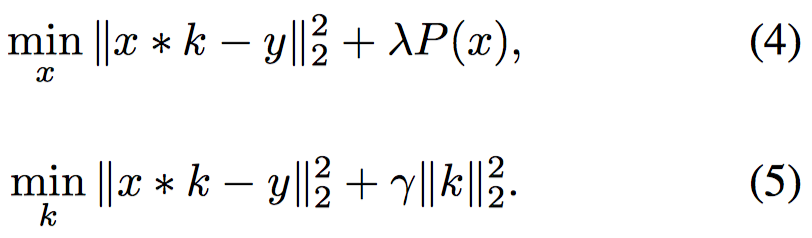 min_x ‖x ∗ k − y‖₂² + λP(x), (4)
min_k ‖x ∗ k − y‖₂² + γ‖k‖₂². (5)